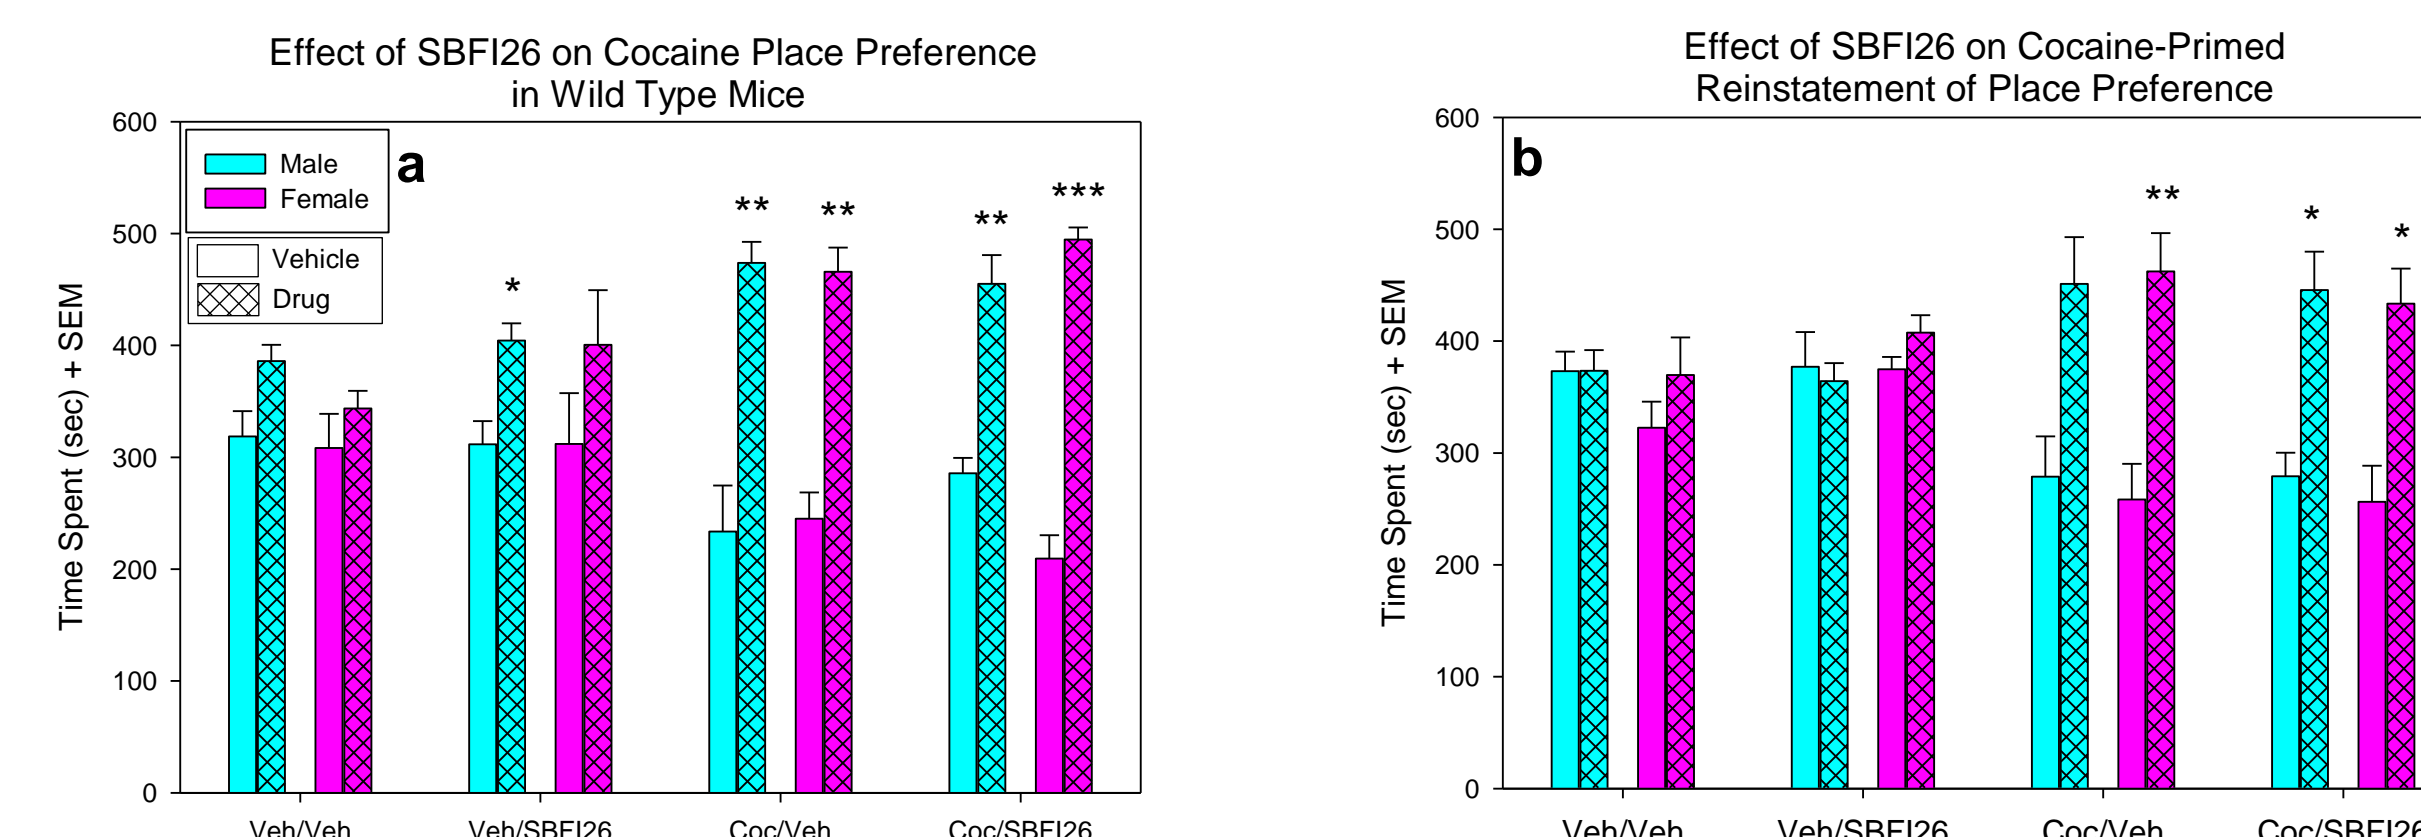 Effect of SBFI26 on Cocaine Place Preference
in Wild Type Mice
600
500
400
300
200
100
0
Time Spent (sec) + SEM
Male
Female
Vehicle
Drug
a
*
**
**
**
***
Veh/Veh
Veh/SBFI26
Coc/Veh
Coc/SBFI26
Effect of SBFI26 on Cocaine-Primed
Reinstatement of Place Preference
600
500
400
300
200
100
0
Time Spent (sec) + SEM
b
**
*
*
Veh/Veh
Veh/SBFI26
Coc/Veh
Coc/SBFI26